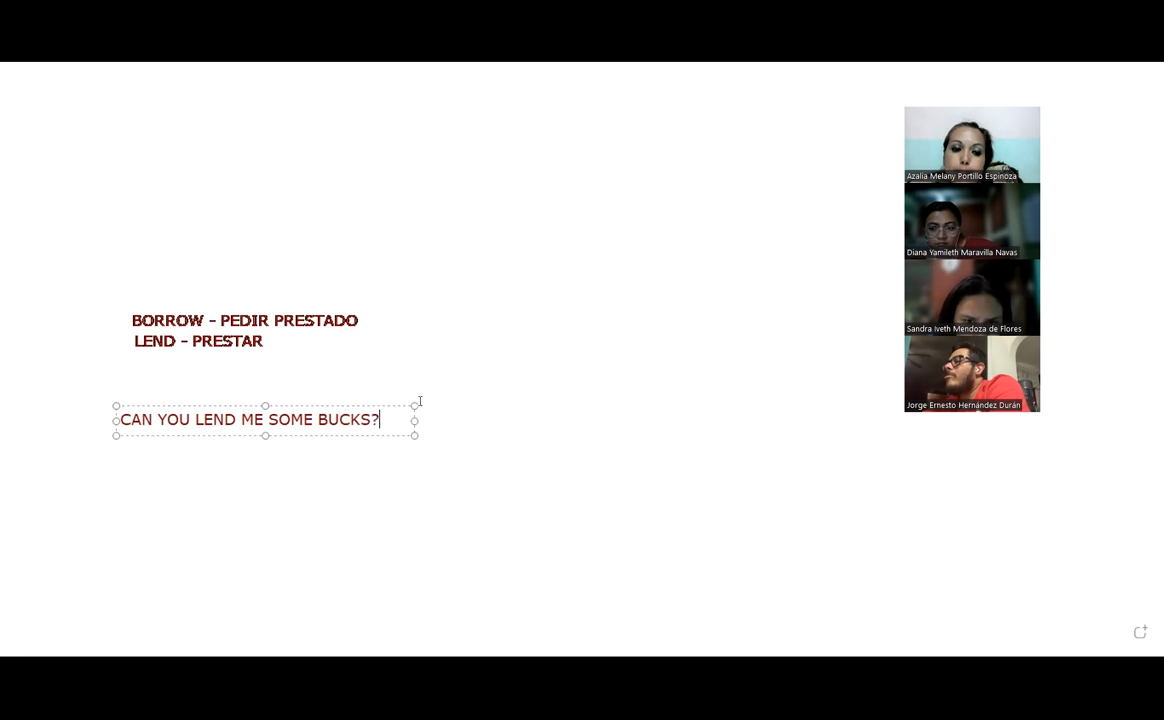 BORROW - PEDIR PRESTADO
LEND - PRESTAR
CAN YOU LEND ME SOME BUCKS?
Azalia Melany Portillo Espinoza
Diana Yamileth Maravilla Navas
Sandra Iveth Mendoza de Flores
Jorge Ernesto Hernández Durán